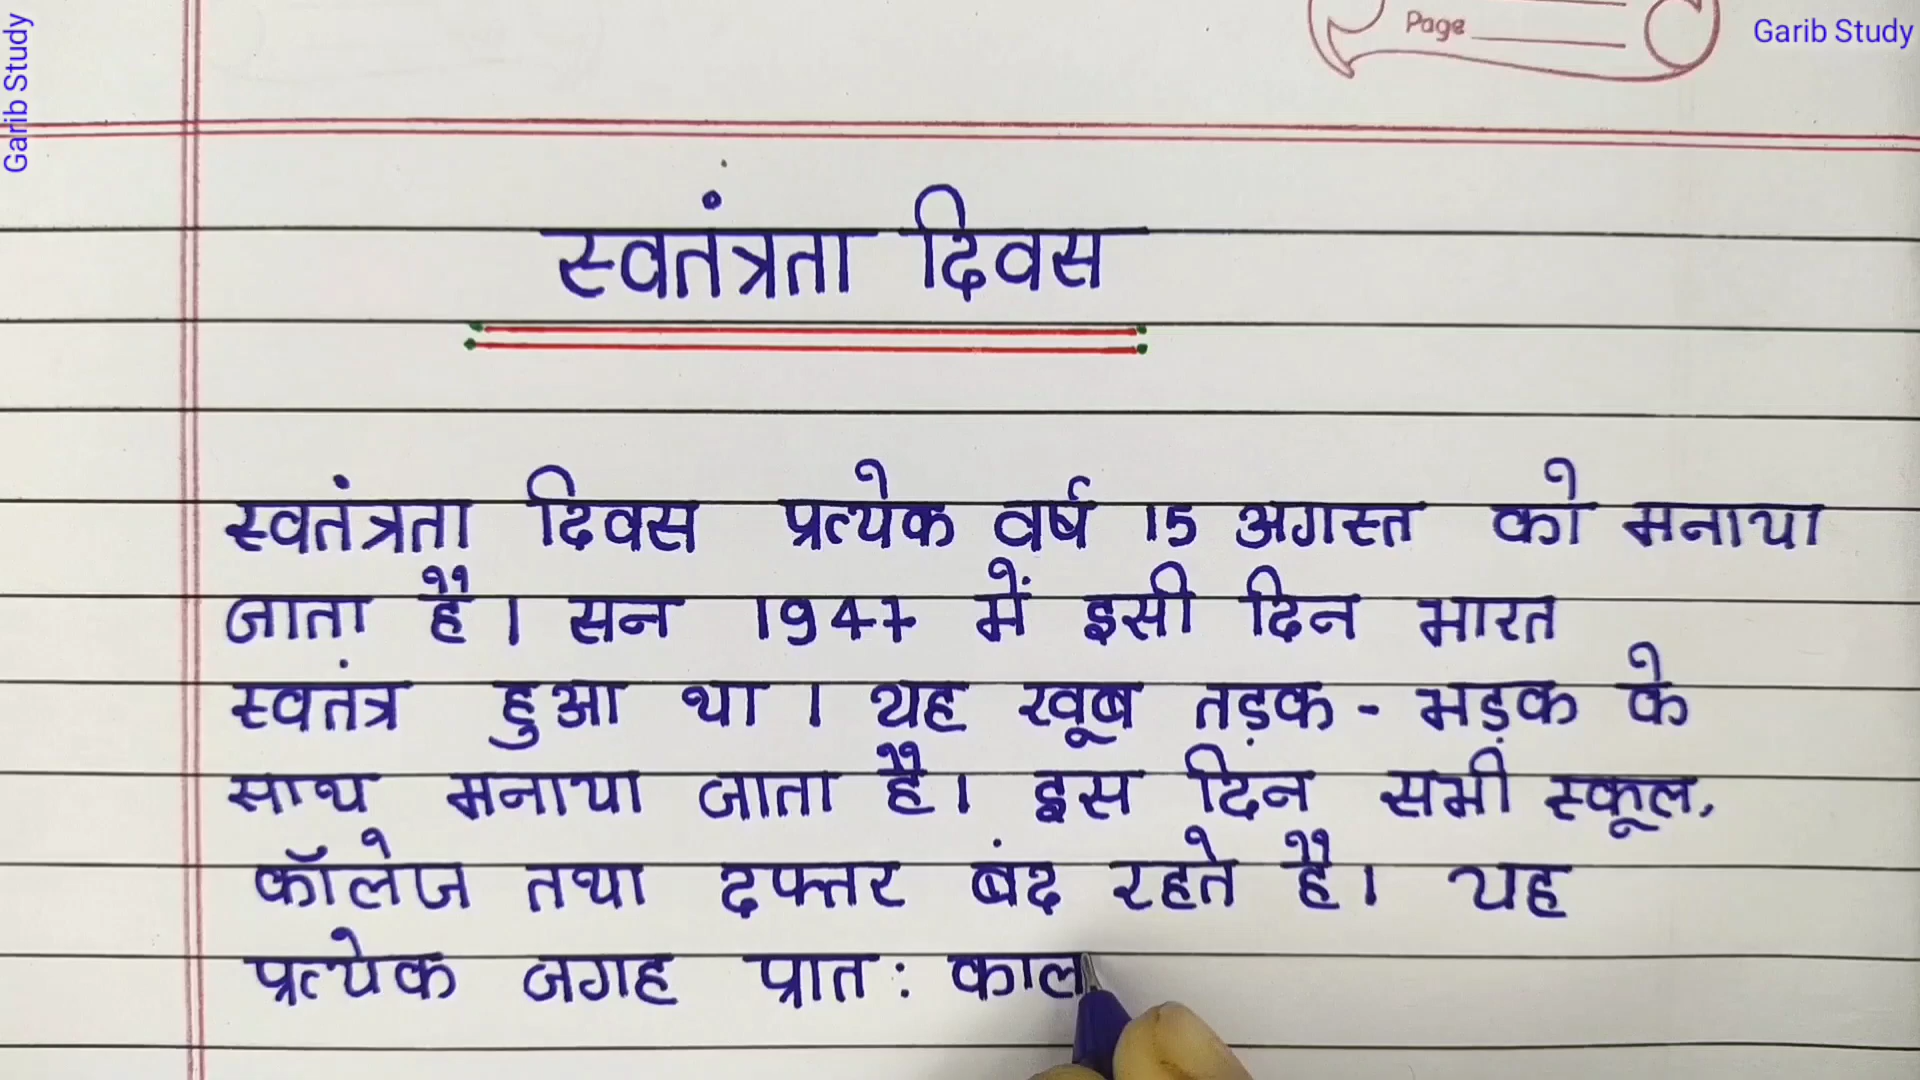 Garib Study
Page
Garib Study
स्वतंत्रता दिवस
स्वतंत्रता दिवस प्रत्येक वर्ष 15 अगस्त को मनाया
जाता है। सन 1947 में इसी दिन भारत
स्वतंत्र हुआ था। यह खूब तड़क - भड़क के
साथ मनाया जाता है। इस दिन सभी स्कूल,
कॉलेज तथा दफ्तर बंद रहते है। यह
प्रत्येक जगह प्रात: काल